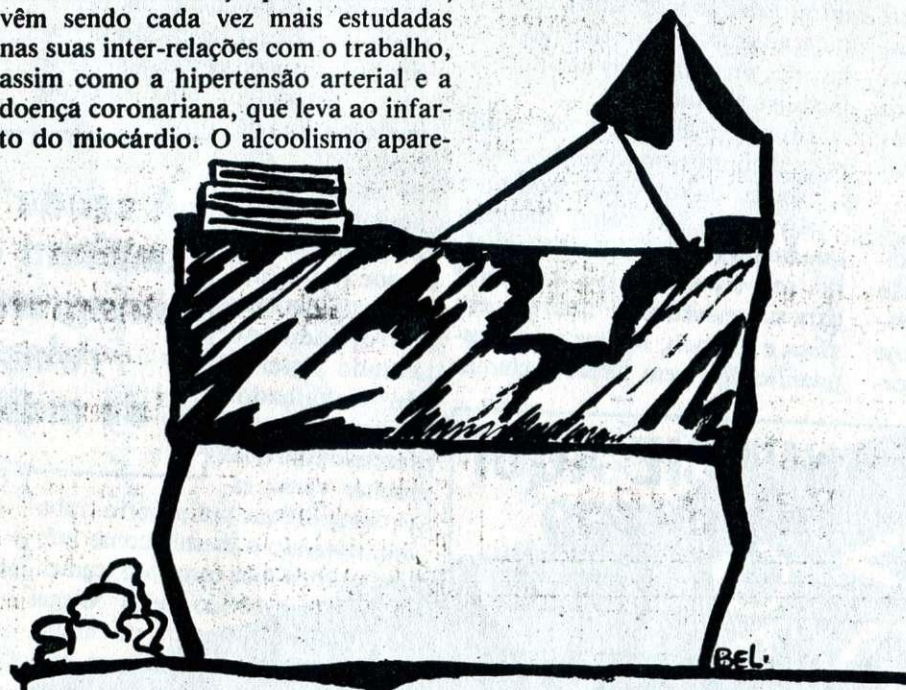 vêm sendo cada vez mais estudadas
nas suas inter-relações com o trabalho,
assim como a hipertensão arterial e a
doença coronariana, que leva ao infar-
to do miocárdio. O alcoolismo apare-
BEL.